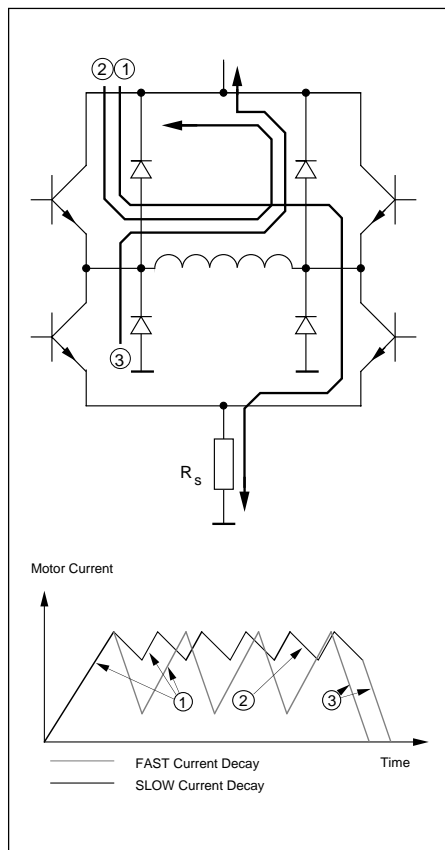 ② ①
③
R s
Motor Current
① ② ③
FAST Current Decay Time
SLOW Current Decay